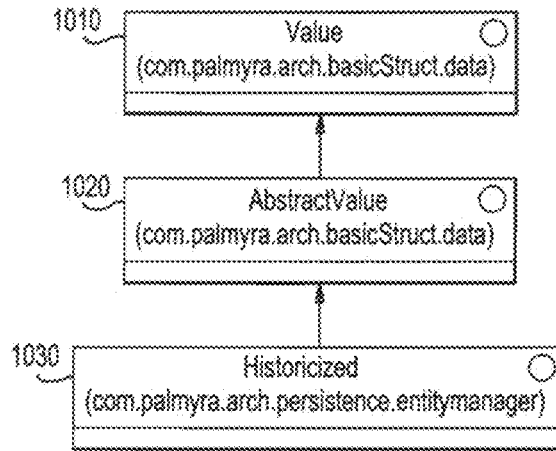 1010
Value
(com.palmyra.arch.basicStruct.data)
1020
AbstractValue
(com.palmyra.arch.basicStruct.data)
1030
Historicized
(com.palmyra.arch.persistence.entitymanager)